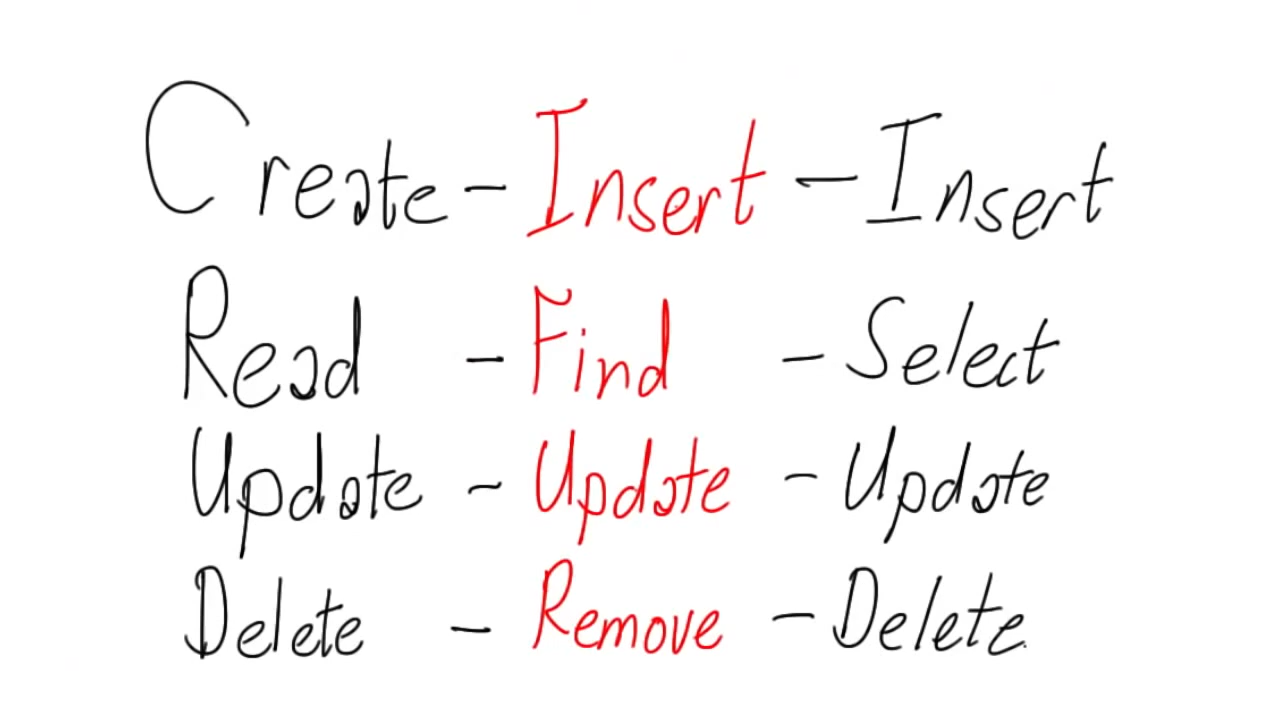 Create - Insert - Insert
Read - Find - Select
Update - Update - Update
Delete - Remove - Delete